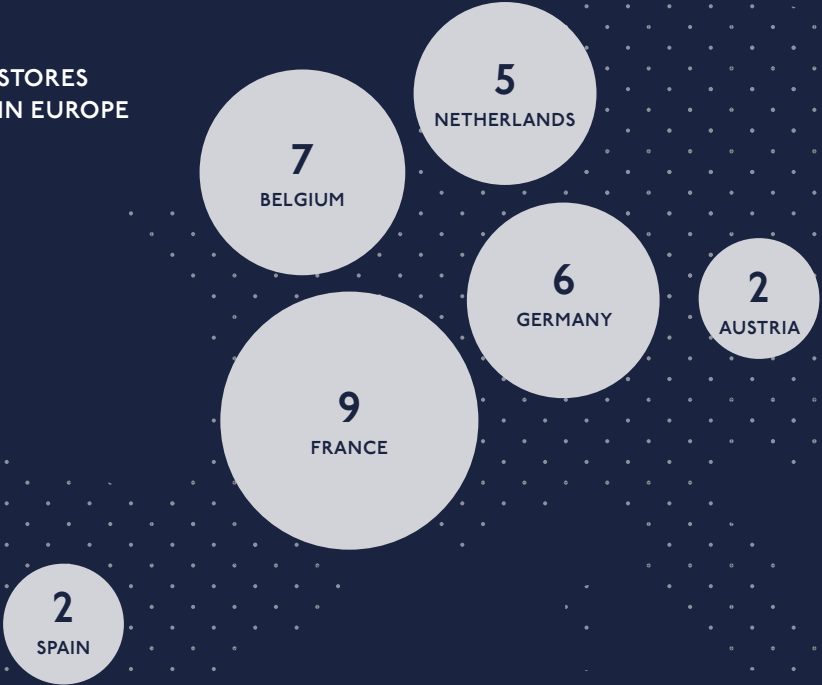 STORES
IN EUROPE
5
NETHERLANDS
7
BELGIUM
6
GERMANY
2
AUSTRIA
9
FRANCE
2
SPAIN